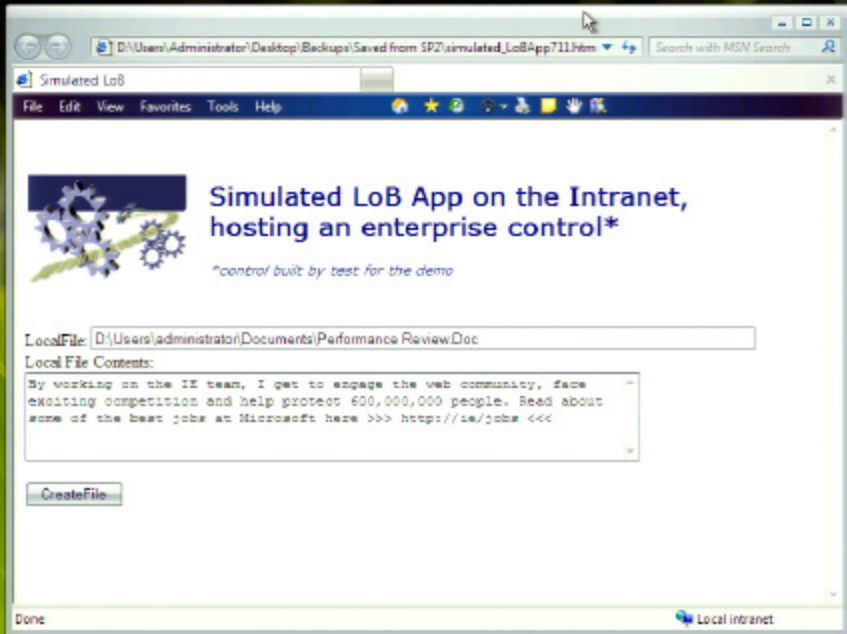 D:\Users\Administrator\Desktop\Backups\Saved from SP2\simulated_LoBApp711.htm
Search with MSN Search
Simulated LoB
File Edit View Favorites Tools Help
Simulated LoB App on the Intranet,
hosting an enterprise control*
*control built by test for the demo
LocalFile: D:\Users\administrator\Documents\Performance Review.Doc
Local File Contents:
By working on the IE team, I get to engage the web community, face
exciting competition and help protect 600,000,000 people. Read about
some of the best jobs at Microsoft here >>> http://ie/jobs <<<
CreateFile
Done
Local intranet